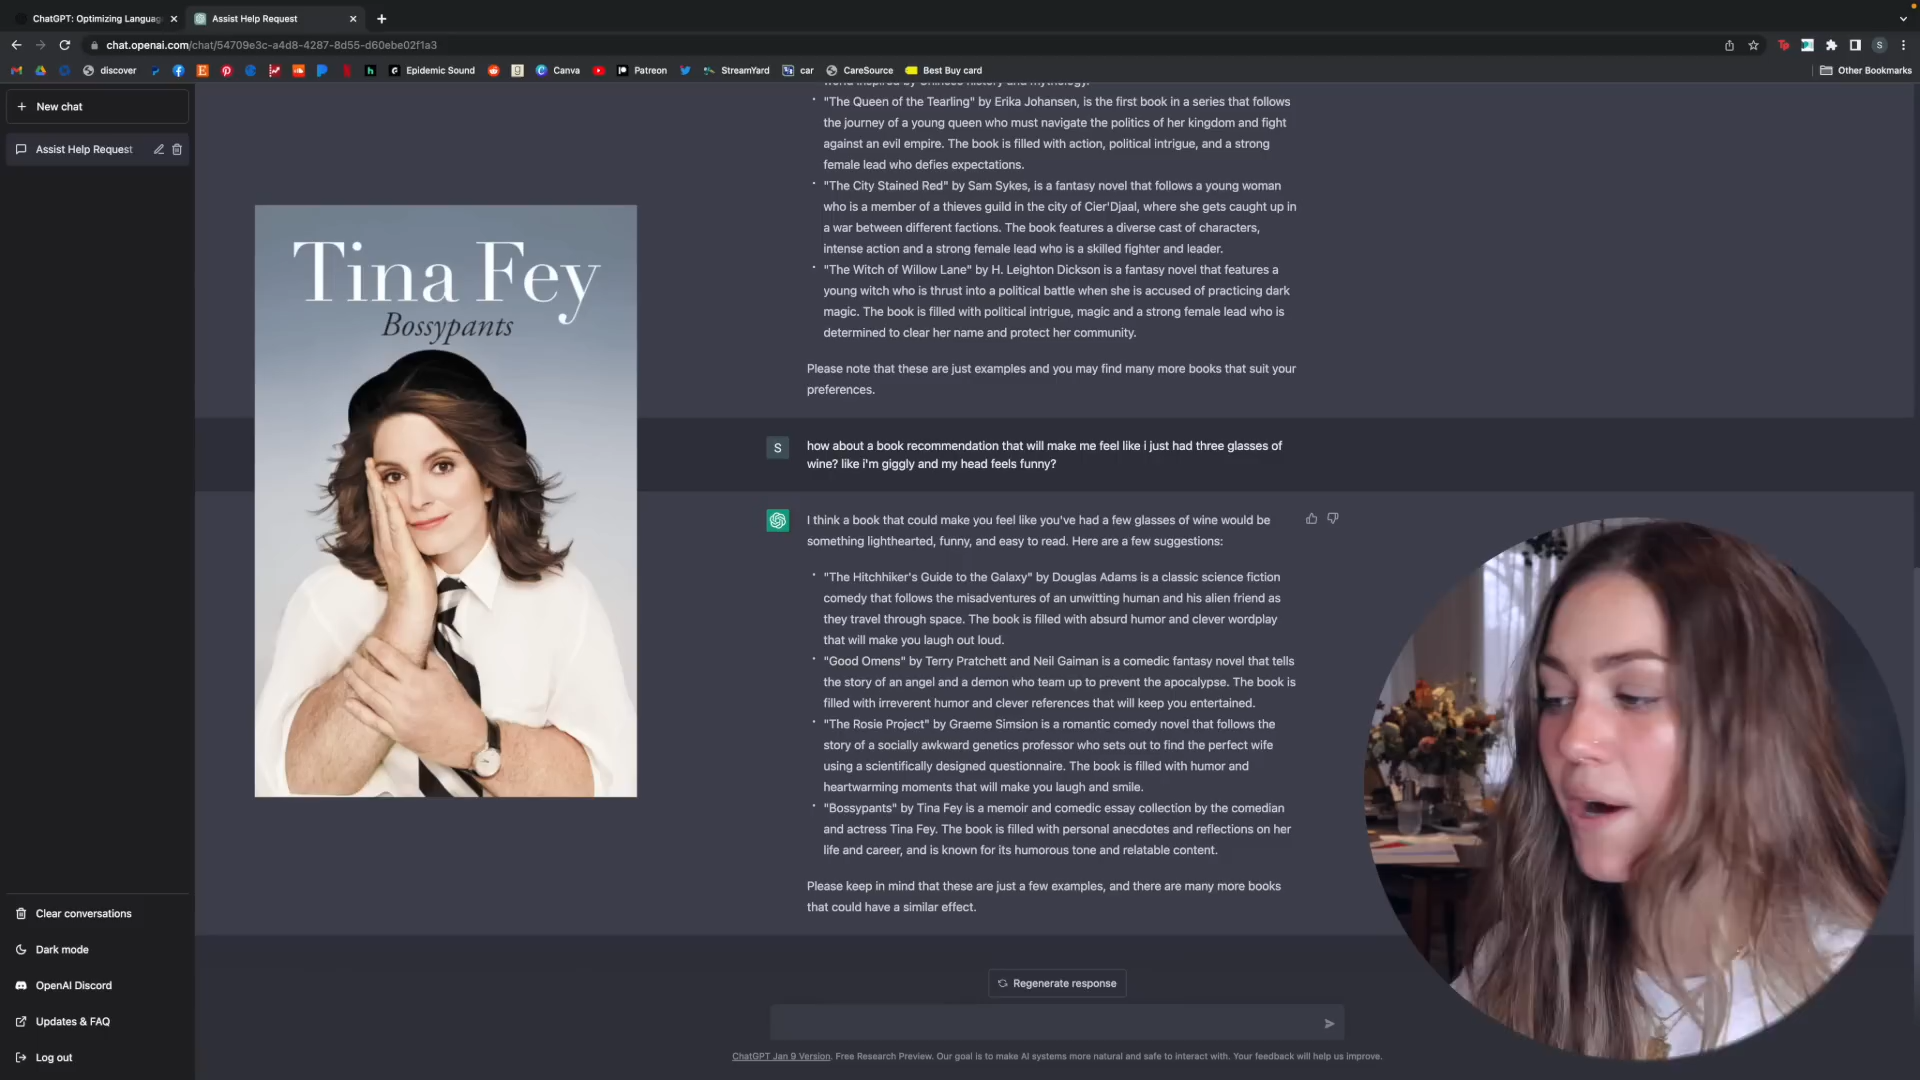 ChatGPT: Optimizing Languag
Assist Help Request
chat.openai.com/chat/54709e3c-a4d8-4287-8d55-d60ebe02f1a3
S
discover
Epidemic Sound
Canva
Patreon
StreamYard
car
CareSource
Best Buy card
Other Bookmarks
New chat
Assist Help Request
Clear conversations
Dark mode
OpenAI Discord
Updates & FAQ
Log out
Tina Fey
Bossypants
world inspired by Chinese history and mythology.
"The Queen of the Tearling" by Erika Johansen, is the first book in a series that follows
the journey of a young queen who must navigate the politics of her kingdom and fight
against an evil empire. The book is filled with action, political intrigue, and a strong
female lead who defies expectations.
"The City Stained Red" by Sam Sykes, is a fantasy novel that follows a young woman
who is a member of a thieves guild in the city of Cier'Djaal, where she gets caught up in
a war between different factions. The book features a diverse cast of characters,
intense action and a strong female lead who is a skilled fighter and leader.
"The Witch of Willow Lane" by H. Leighton Dickson is a fantasy novel that features a
young witch who is thrust into a political battle when she is accused of practicing dark
magic. The book is filled with political intrigue, magic and a strong female lead who is
determined to clear her name and protect her community.
Please note that these are just examples and you may find many more books that suit your
preferences.
S
how about a book recommendation that will make me feel like i just had three glasses of
wine? like i'm giggly and my head feels funny?
I think a book that could make you feel like you've had a few glasses of wine would be
something lighthearted, funny, and easy to read. Here are a few suggestions:
"The Hitchhiker's Guide to the Galaxy" by Douglas Adams is a classic science fiction
comedy that follows the misadventures of an unwitting human and his alien friend as
they travel through space. The book is filled with absurd humor and clever wordplay
that will make you laugh out loud.
"Good Omens" by Terry Pratchett and Neil Gaiman is a comedic fantasy novel that tells
the story of an angel and a demon who team up to prevent the apocalypse. The book is
filled with irreverent humor and clever references that will keep you entertained.
"The Rosie Project" by Graeme Simsion is a romantic comedy novel that follows the
story of a socially awkward genetics professor who sets out to find the perfect wife
using a scientifically designed questionnaire. The book is filled with humor and
heartwarming moments that will make you laugh and smile.
"Bossypants" by Tina Fey is a memoir and comedic essay collection by the comedian
and actress Tina Fey. The book is filled with personal anecdotes and reflections on her
life and career, and is known for its humorous tone and relatable content.
Please keep in mind that these are just a few examples, and there are many more books
that could have a similar effect.
Regenerate response
ChatGPT Jan 9 Version. Free Research Preview. Our goal is to make AI systems more natural and safe to interact with. Your feedback will help us improve.